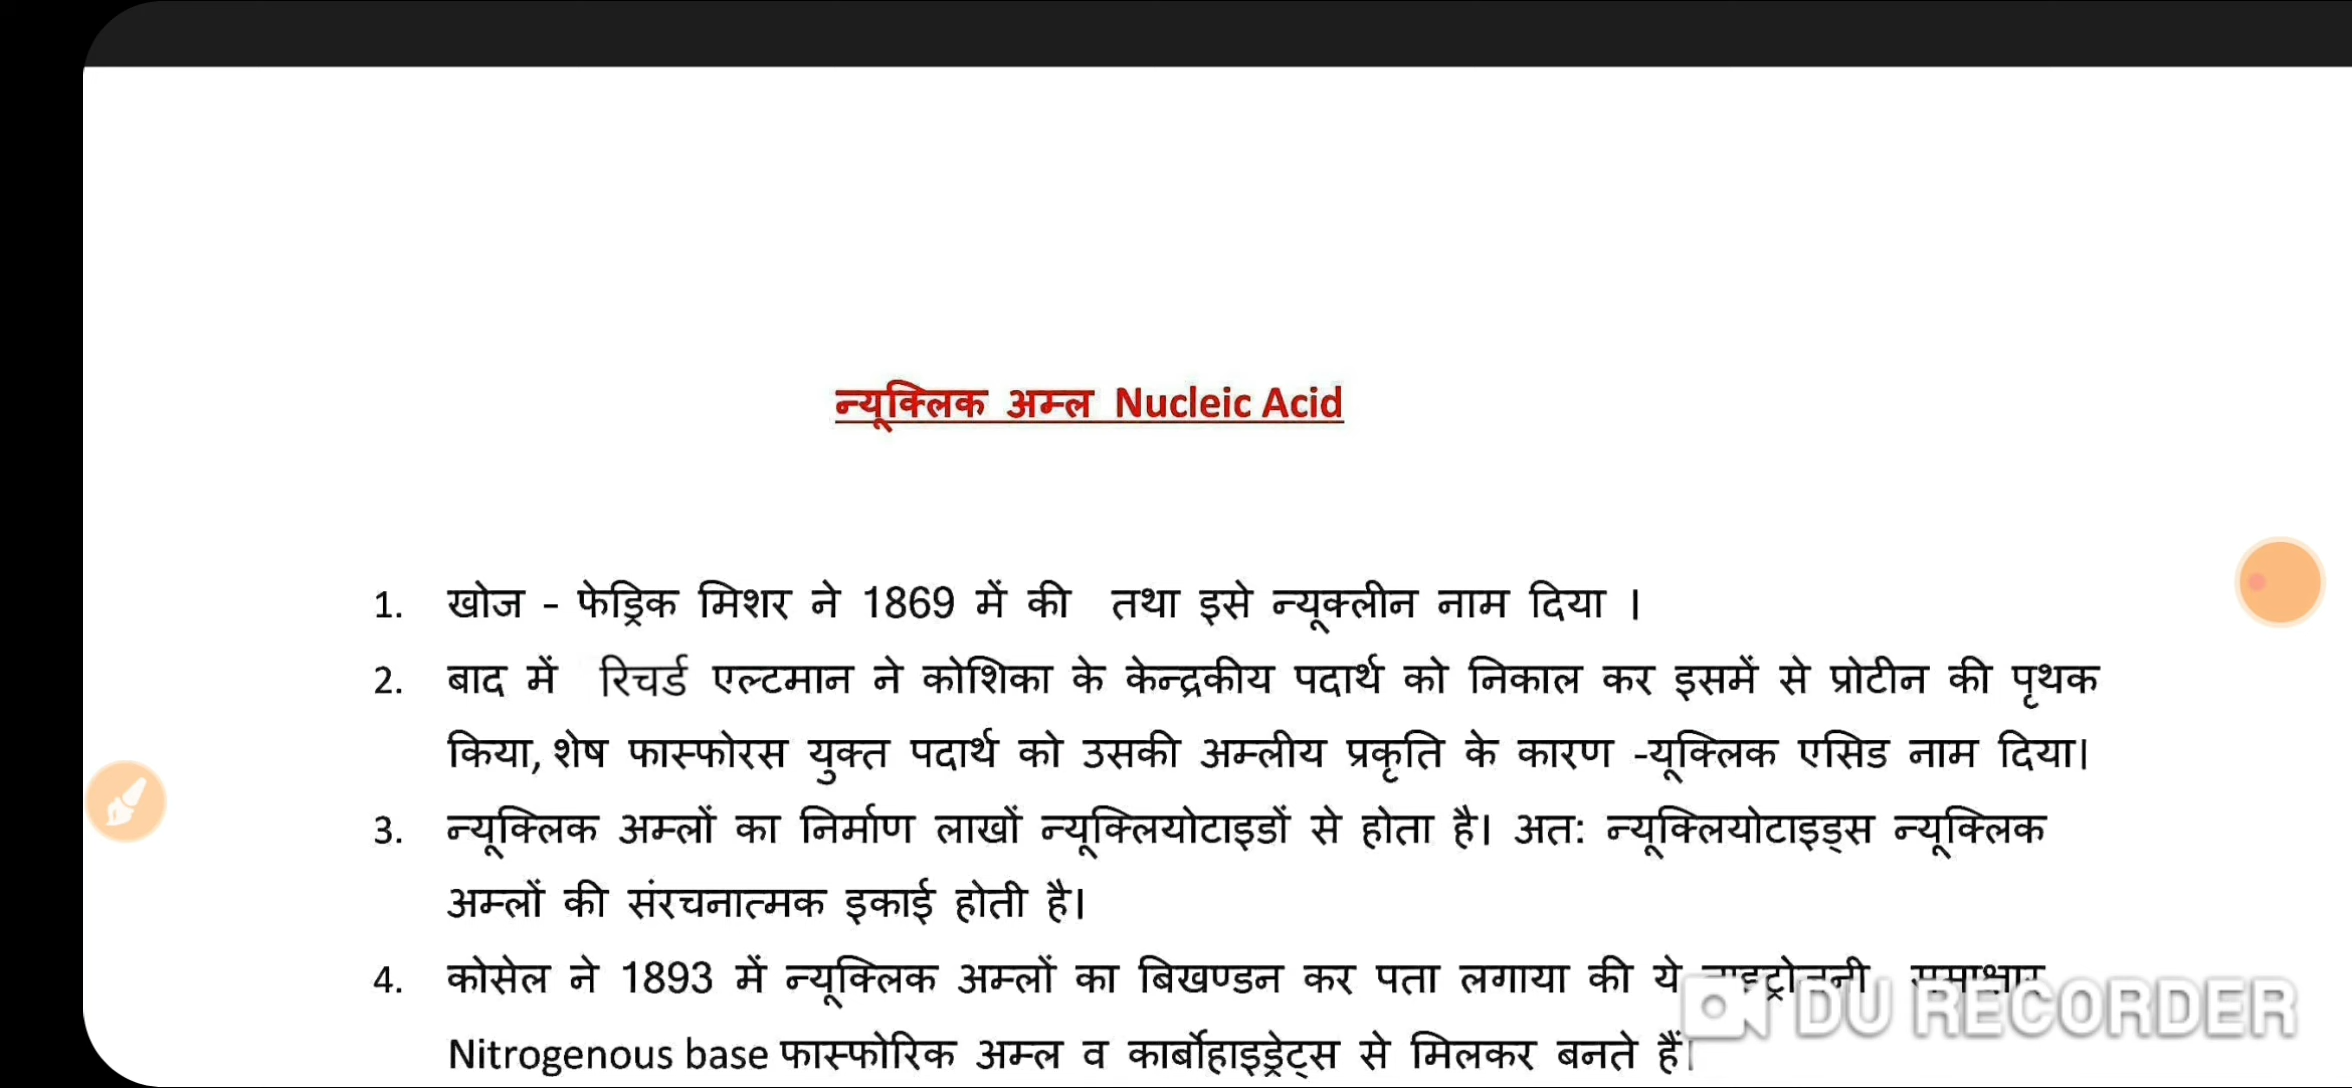 न्यूक्लिक अम्ल Nucleic Acid
1. खोज - फेड्रिक मिशर ने 1869 में की तथा इसे न्यूक्लीन नाम दिया ।
2. बाद में रिचर्ड एल्टमान ने कोशिका के केन्द्रकीय पदार्थ को निकाल कर इसमें से प्रोटीन की पृथक
किया, शेष फास्फोरस युक्त पदार्थ को उसकी अम्लीय प्रकृति के कारण -यूक्लिक एसिड नाम दिया।
3. न्यूक्लिक अम्लों का निर्माण लाखों न्यूक्लियोटाइडों से होता है। अत: न्यूक्लियोटाइड्स न्यूक्लिक
अम्लों की संरचनात्मक इकाई होती है।
4. कोसेल ने 1893 में न्यूक्लिक अम्लों का बिखण्डन कर पता लगाया की ये
Nitrogenous base फास्फोरिक अम्ल व कार्बोहाइड्रेट्स से मिलकर बनते हैं।
DU RECORDER